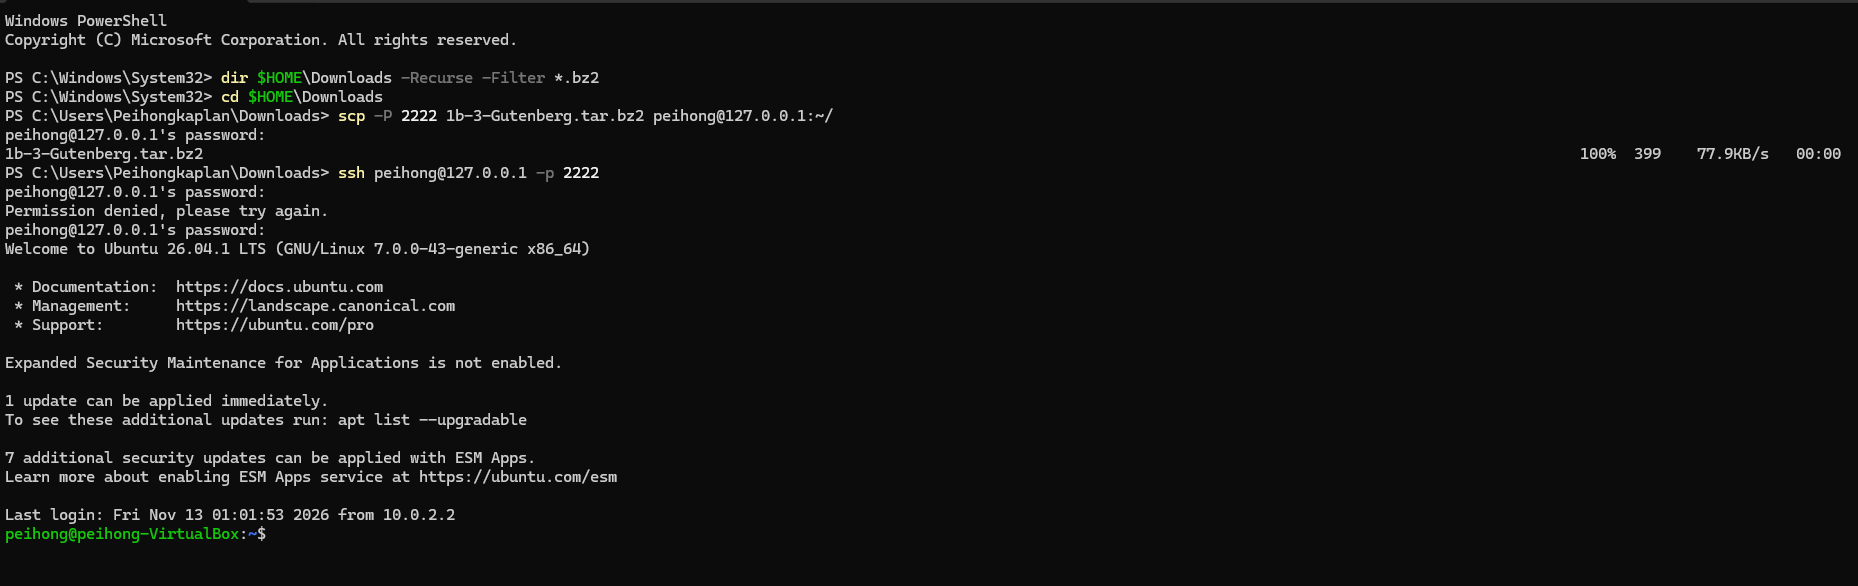 Windows PowerShell
Copyright (C) Microsoft Corporation. All rights reserved.
PS C:\Windows\System32> dir $HOME\Downloads -Recurse -Filter *.bz2
PS C:\Windows\System32> cd $HOME\Downloads
PS C:\Users\Peihongkaplan\Downloads> scp -P 2222 1b-3-Gutenberg.tar.bz2 peihong@127.0.0.1:~/
peihong@127.0.0.1's password:
1b-3-Gutenberg.tar.bz2 100% 399 77.9KB/s 00:00
PS C:\Users\Peihongkaplan\Downloads> ssh peihong@127.0.0.1 -p 2222
peihong@127.0.0.1's password:
Permission denied, please try again.
peihong@127.0.0.1's password:
Welcome to Ubuntu 26.04.1 LTS (GNU/Linux 7.0.0-43-generic x86_64)
* Documentation: https://docs.ubuntu.com
* Management: https://landscape.canonical.com
* Support: https://ubuntu.com/pro
Expanded Security Maintenance for Applications is not enabled.
1 update can be applied immediately.
To see these additional updates run: apt list --upgradable
7 additional security updates can be applied with ESM Apps.
Learn more about enabling ESM Apps service at https://ubuntu.com/esm
Last login: Fri Nov 13 01:01:53 2026 from 10.0.2.2
peihong@peihong-VirtualBox:~$